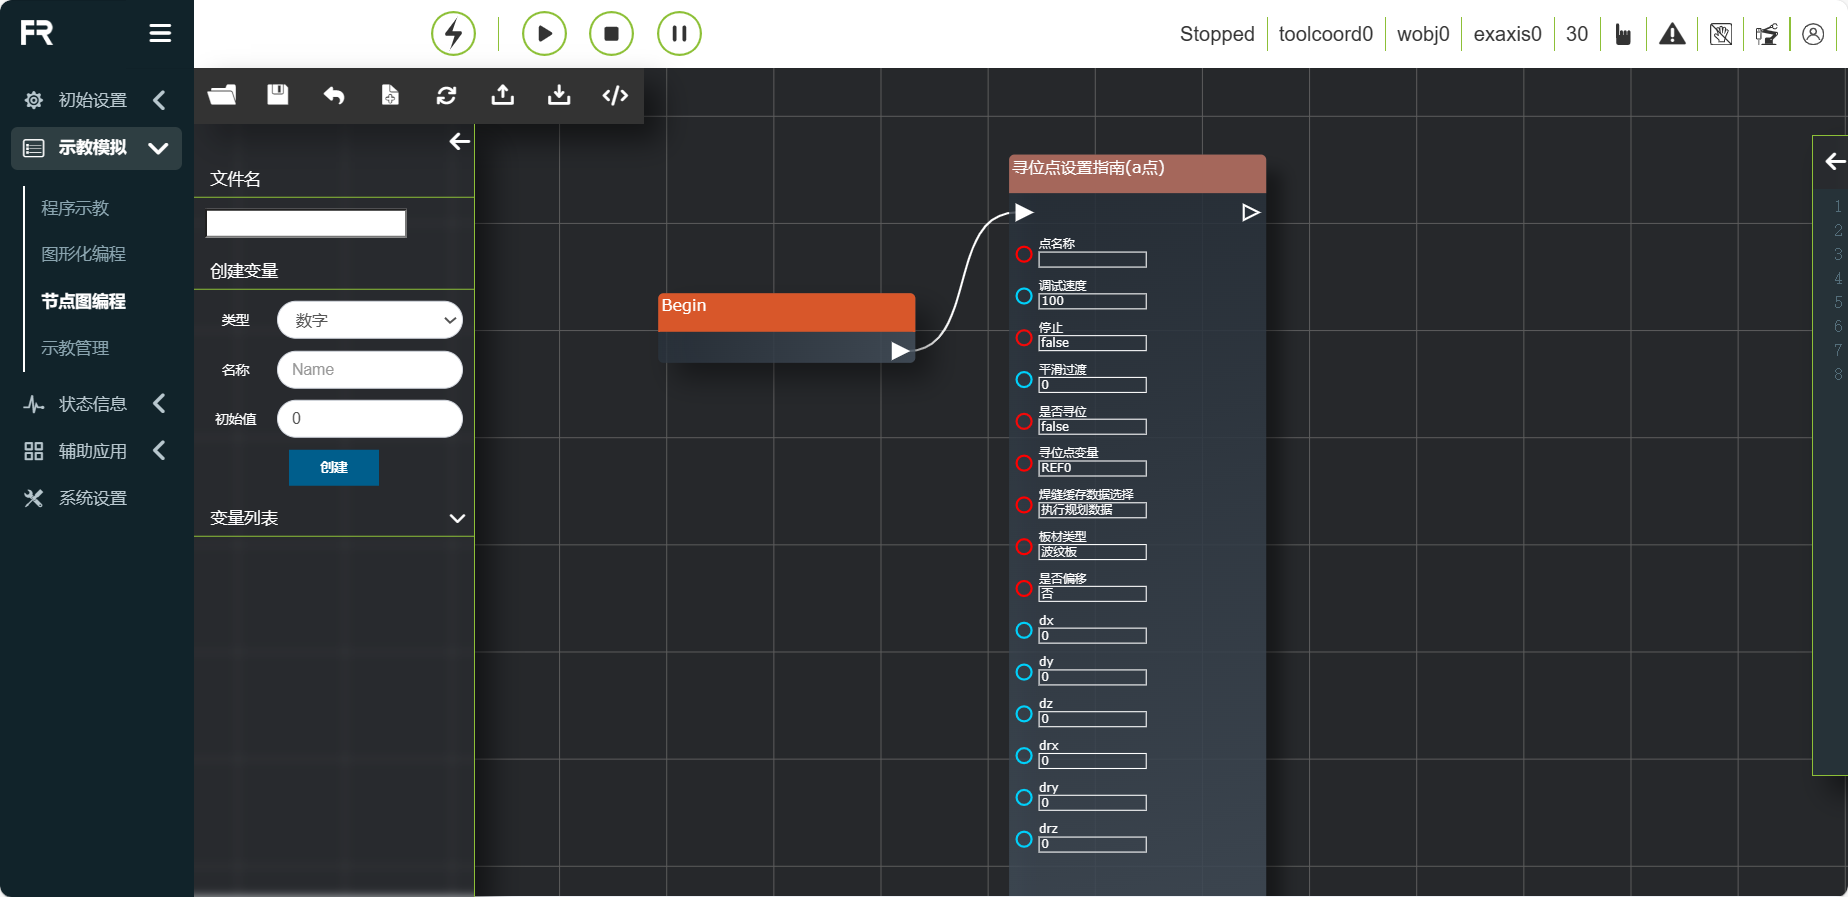 FR
Stopped
toolcoord0
wobj0
exaxis0
30
初始设置
示教模拟
程序示教
图形化编程
节点图编程
示教管理
状态信息
辅助应用
系统设置
文件名
创建变量
类型
数字
名称
Name
初始值
0
创建
变量列表
Begin
寻位点设置指南(a点)
点名称
调试速度
100
停止
false
平滑过渡
0
是否寻位
false
寻位点变量
REF0
焊缝缓存数据选择
执行规划数据
板材类型
波纹板
是否偏移
否
dx
0
dy
0
dz
0
drx
0
dry
0
drz
0
1
2
3
4
5
6
7
8